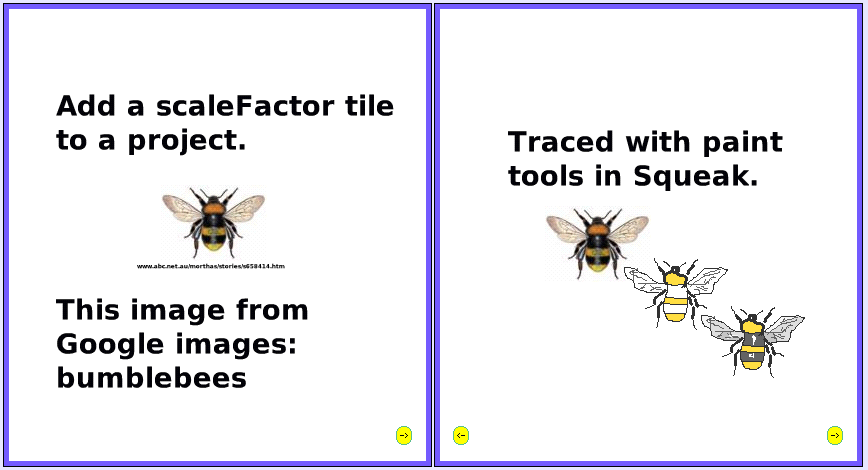 Add a scaleFactor tile
to a project.
www.abc.net.au/morthas/stories/s658414.htm
This image from
Google images:
bumblebees
->
Traced with paint
tools in Squeak.
<-
->